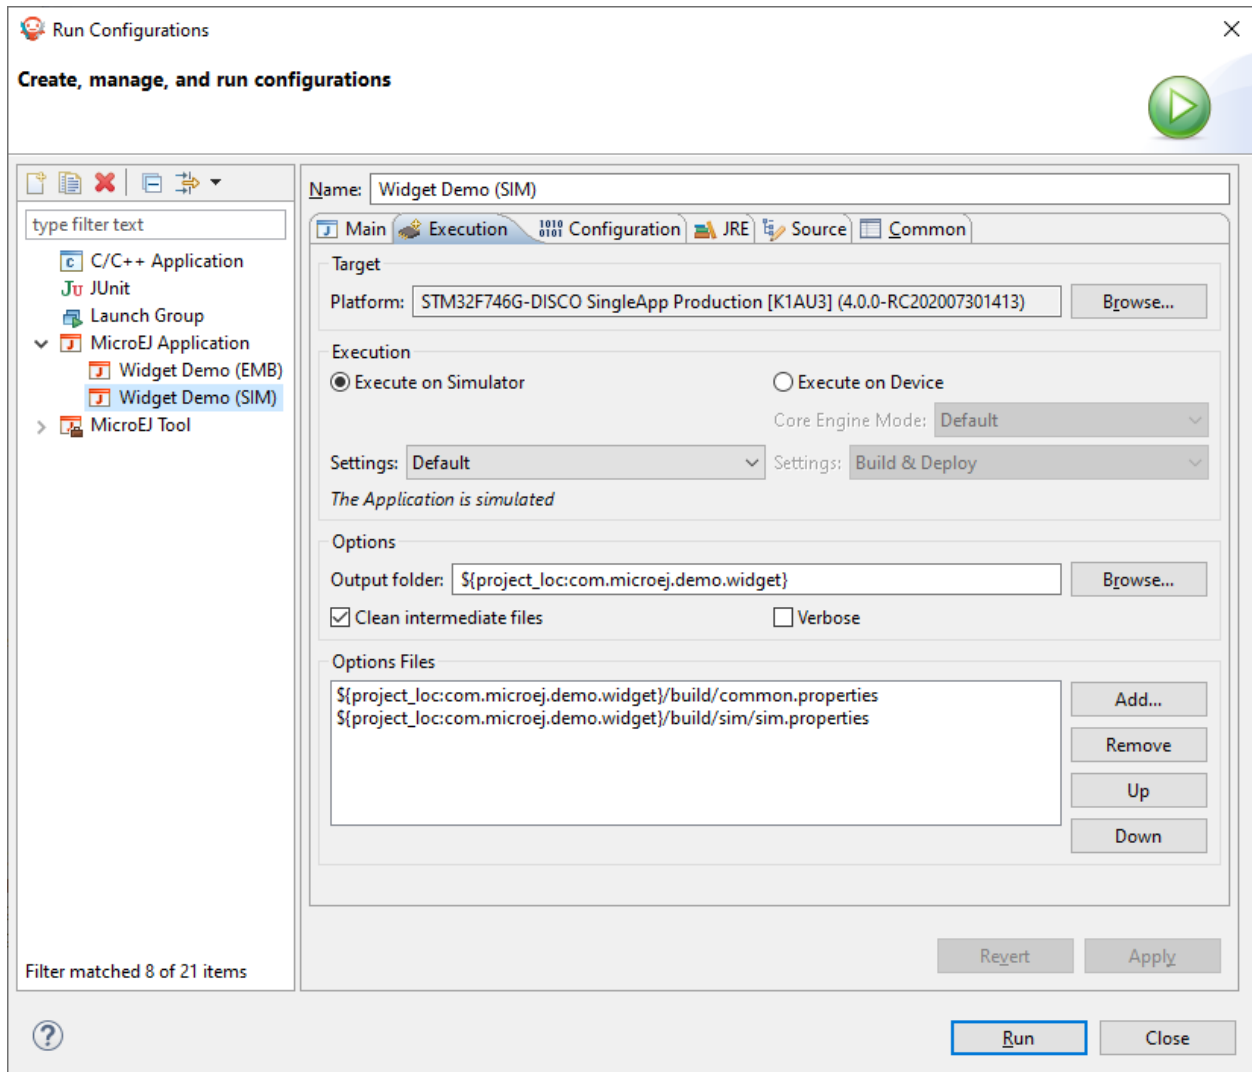 Run Configurations
Create, manage, and run configurations
type filter text
C/C++ Application
JUnit
Launch Group
MicroEJ Application
Widget Demo (EMB)
Widget Demo (SIM)
MicroEJ Tool
Filter matched 8 of 21 items
Name: Widget Demo (SIM)
Main Execution Configuration JRE Source Common
Target
Platform: STM32F746G-DISCO SingleApp Production [K1AU3] (4.0.0-RC202007301413) Browse...
Execution
Execute on Simulator Execute on Device
Core Engine Mode: Default
Settings: Default Settings: Build & Deploy
The Application is simulated
Options
Output folder: ${project_loc:com.microej.demo.widget} Browse...
Clean intermediate files Verbose
Options Files
${project_loc:com.microej.demo.widget}/build/common.properties
${project_loc:com.microej.demo.widget}/build/sim/sim.properties
Add...
Remove
Up
Down
Revert Apply
Run Close